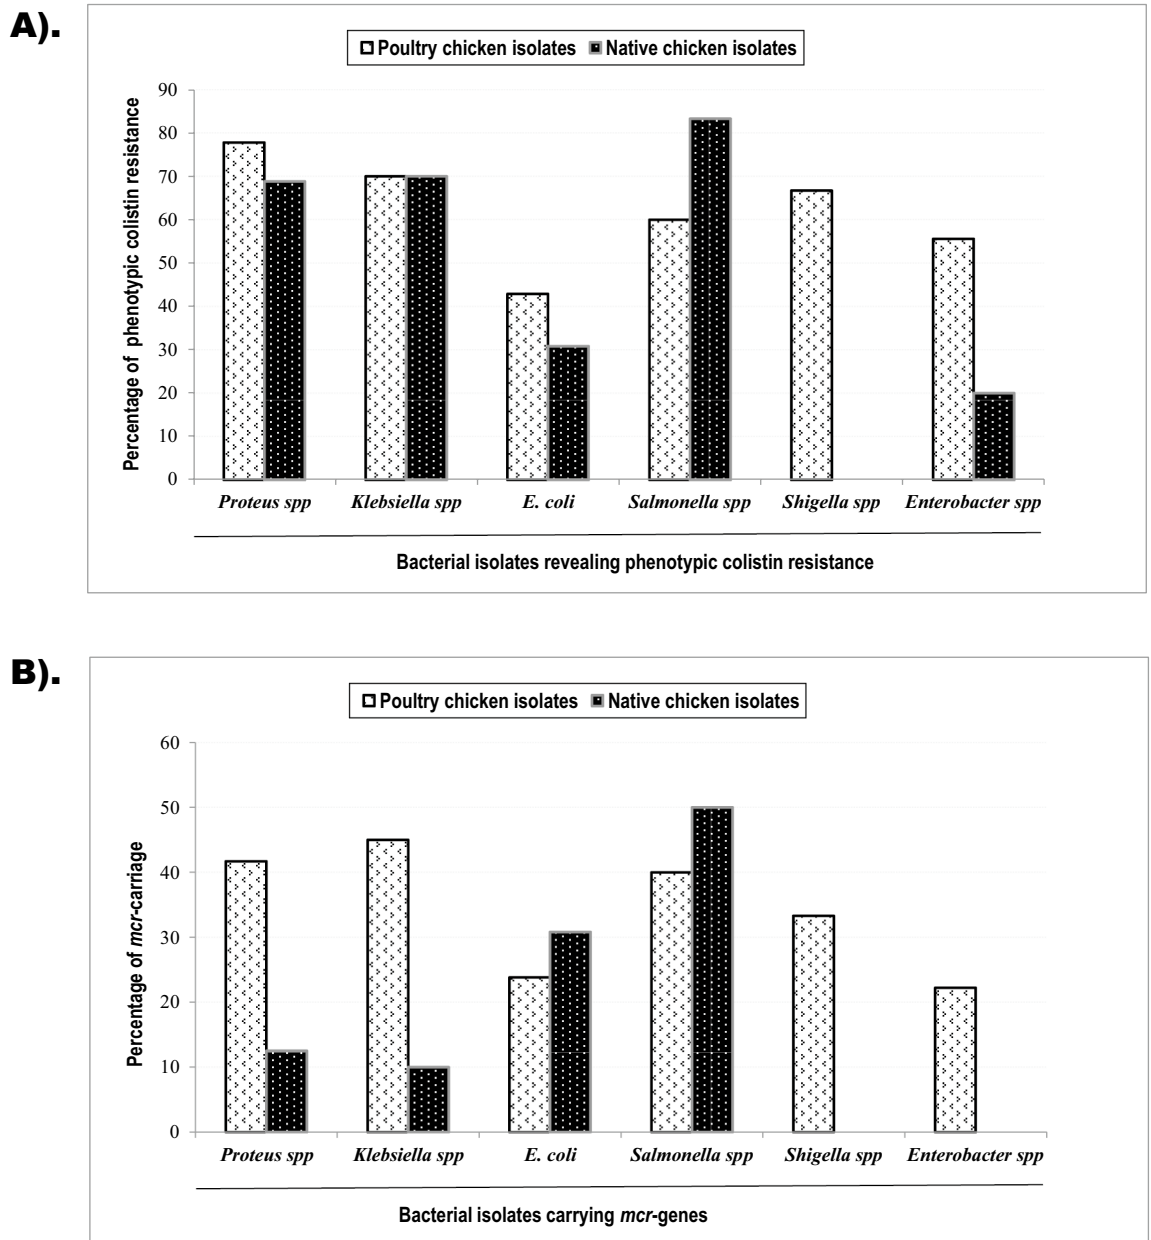 A).
Poultry chicken isolates Native chicken isolates
Percentage of phenotypic colistin resistance
90
80
70
60
50
40
30
20
10
0
Proteus spp Klebsiella spp E. coli Salmonella spp Shigella spp Enterobacter spp
Bacterial isolates revealing phenotypic colistin resistance
B).
Poultry chicken isolates Native chicken isolates
Percentage of mcr-carriage
60
50
40
30
20
10
0
Proteus spp Klebsiella spp E. coli Salmonella spp Shigella spp Enterobacter spp
Bacterial isolates carrying mcr-genes